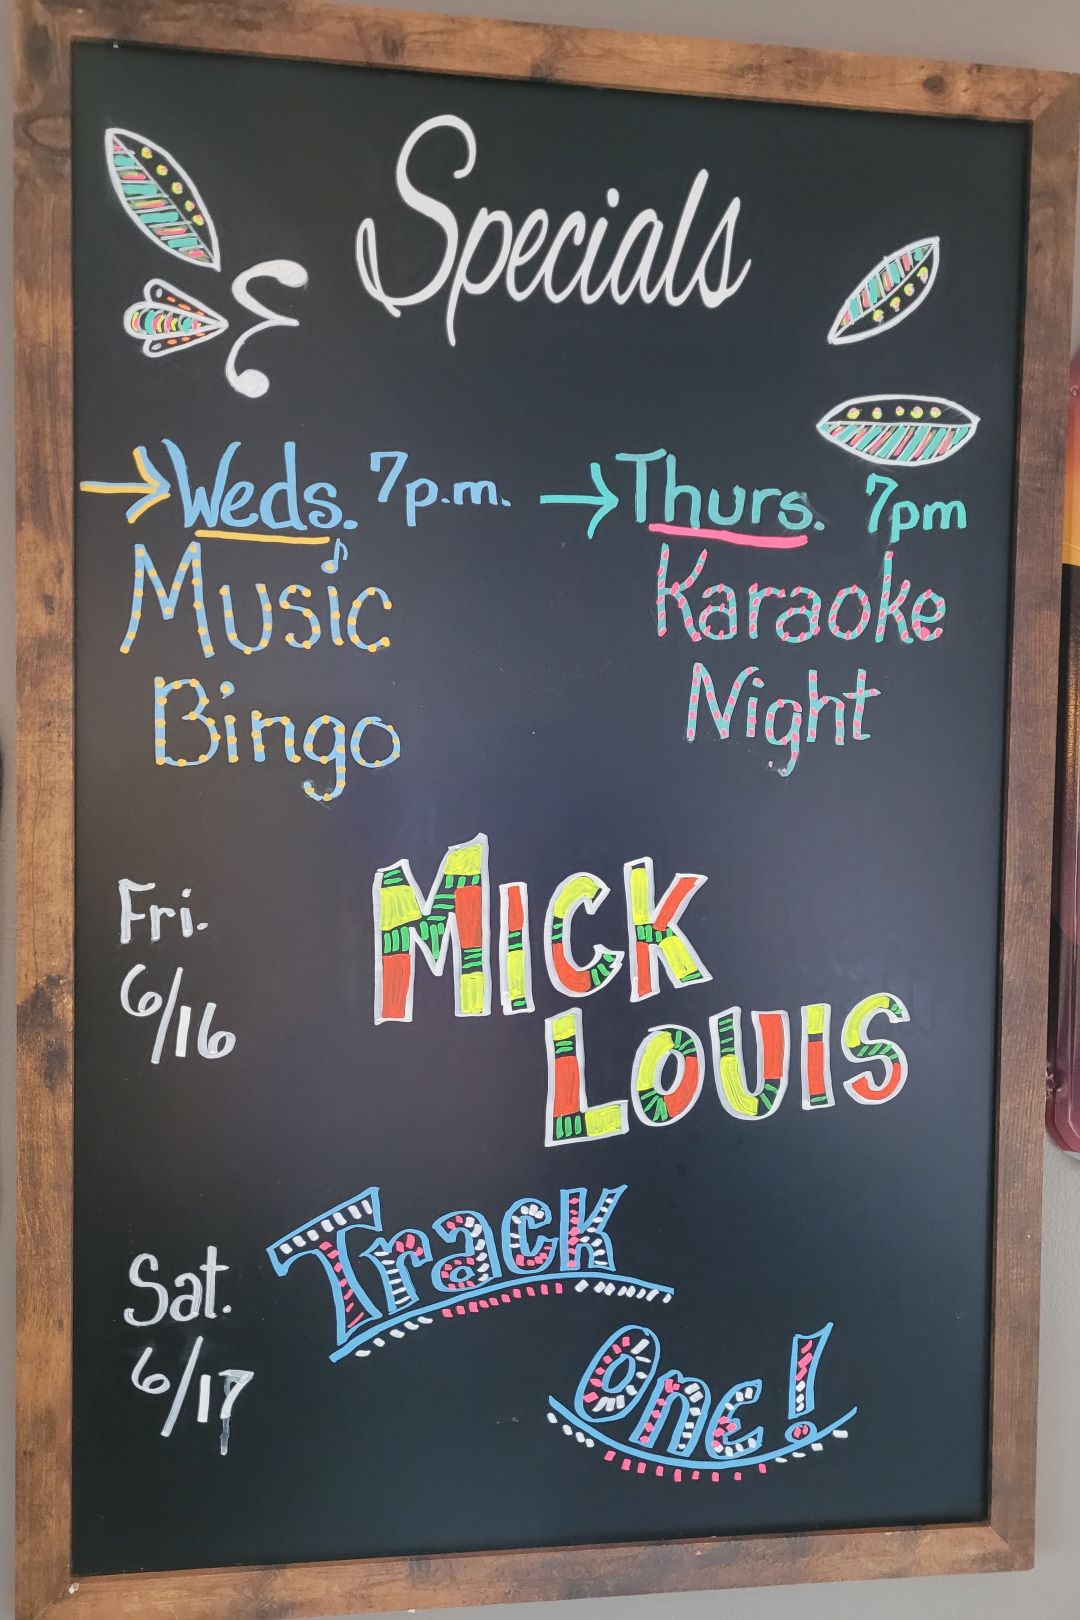 Specials
→Weds. 7p.m.
Music
Bingo
→Thurs. 7pm
Karaoke
Night
Fri.
6/16
Mick
Louis
Sat.
6/17
Track
One!